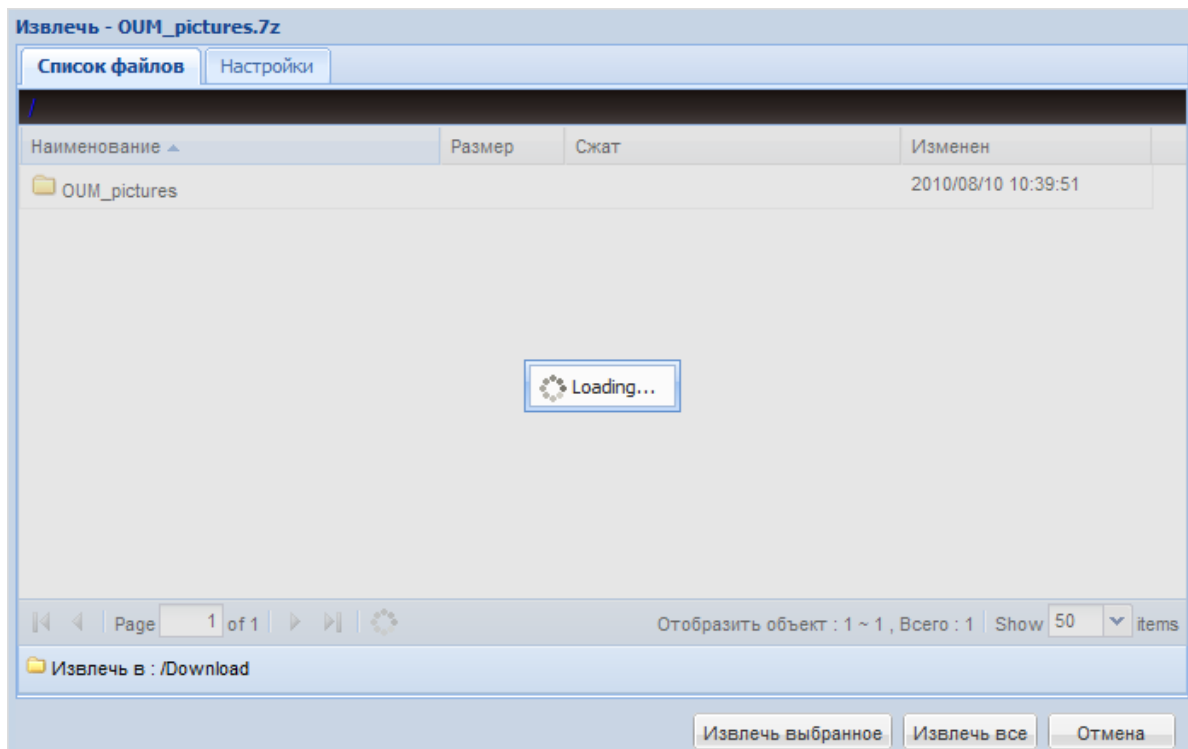 Извлечь - OUM_pictures.7z
Список файлов Настройки
/
Наименование Размер Сжат Изменен
OUM_pictures 2010/08/10 10:39:51
Loading...
Page 1 of 1 Отобразить объект : 1 ~ 1 , Всего : 1 Show 50 items
Извлечь в : /Download
Извлечь выбранное Извлечь все Отмена